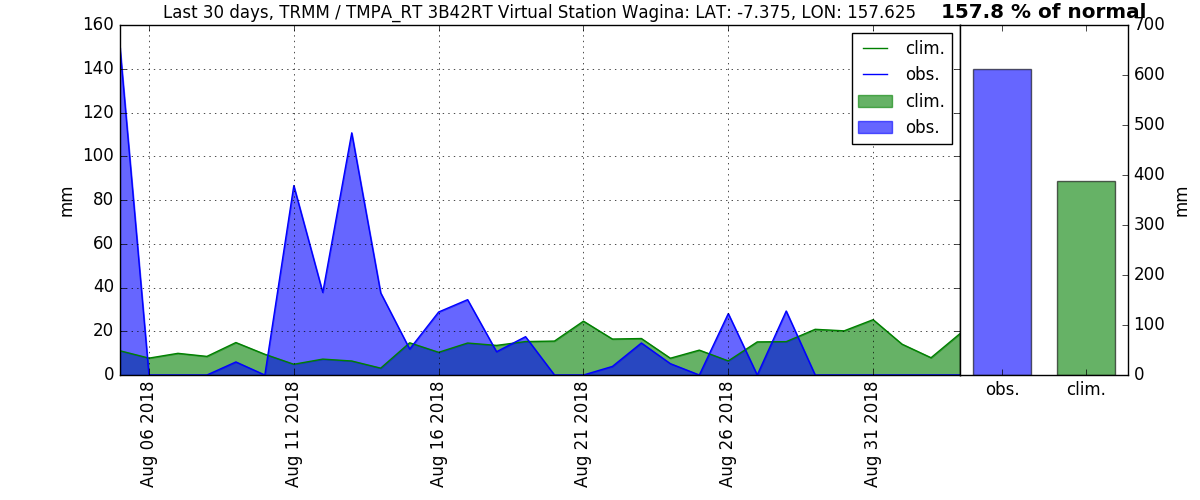 Last 30 days, TRMM / TMPA_RT 3B42RT Virtual Station Wagina: LAT: -7.375, LON: 157.625
157.8 % of normal
160
140
120
100
80
60
40
20
0
mm
clim.
obs.
clim.
obs.
700
600
500
400
300
200
100
0
mm
Aug 06 2018
Aug 11 2018
Aug 16 2018
Aug 21 2018
Aug 26 2018
Aug 31 2018
obs.
clim.